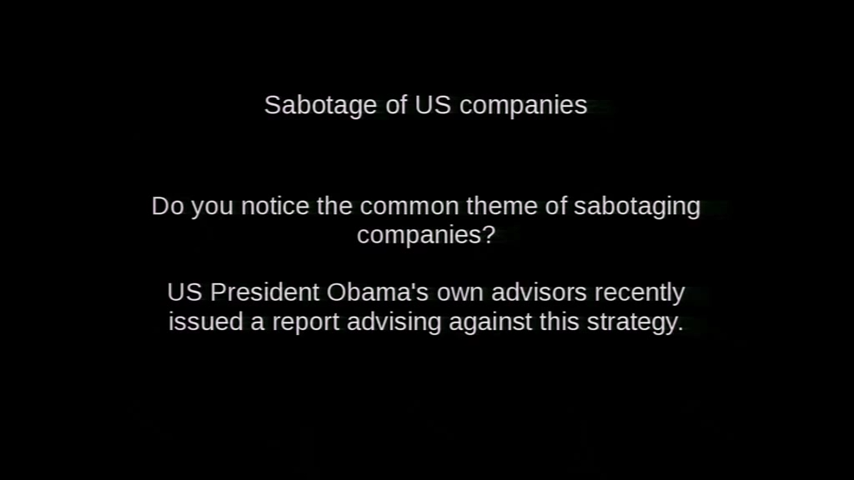 Sabotage of US companies
Do you notice the common theme of sabotaging
companies?
US President Obama's own advisors recently
issued a report advising against this strategy.